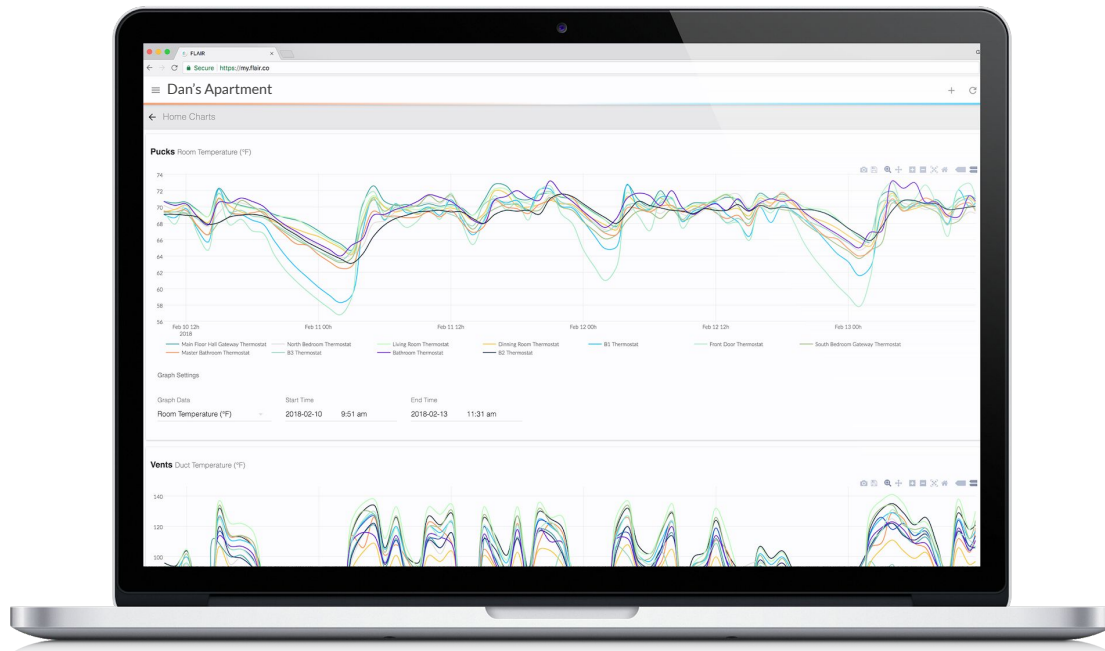 FLAIR ×
Secure https://my.flair.co
Dan's Apartment
Home Charts
Pucks Room Temperature (°F)
74
72
70
68
66
64
62
60
58
56
Feb 10 12h Feb 11 00h Feb 11 12h Feb 12 00h Feb 12 12h Feb 13 00h
2018
Main Floor Hall Gateway Thermostat North Bedroom Thermostat Living Room Thermostat Dinning Room Thermostat B1 Thermostat Front Door Thermostat South Bedroom Gateway Thermostat
Master Bathroom Thermostat B3 Thermostat Bathroom Thermostat B2 Thermostat
Graph Settings
Graph Data Start Time End Time
Room Temperature (°F) 2018-02-10 9:51 am 2018-02-13 11:31 am
Vents Duct Temperature (°F)
140
120
100